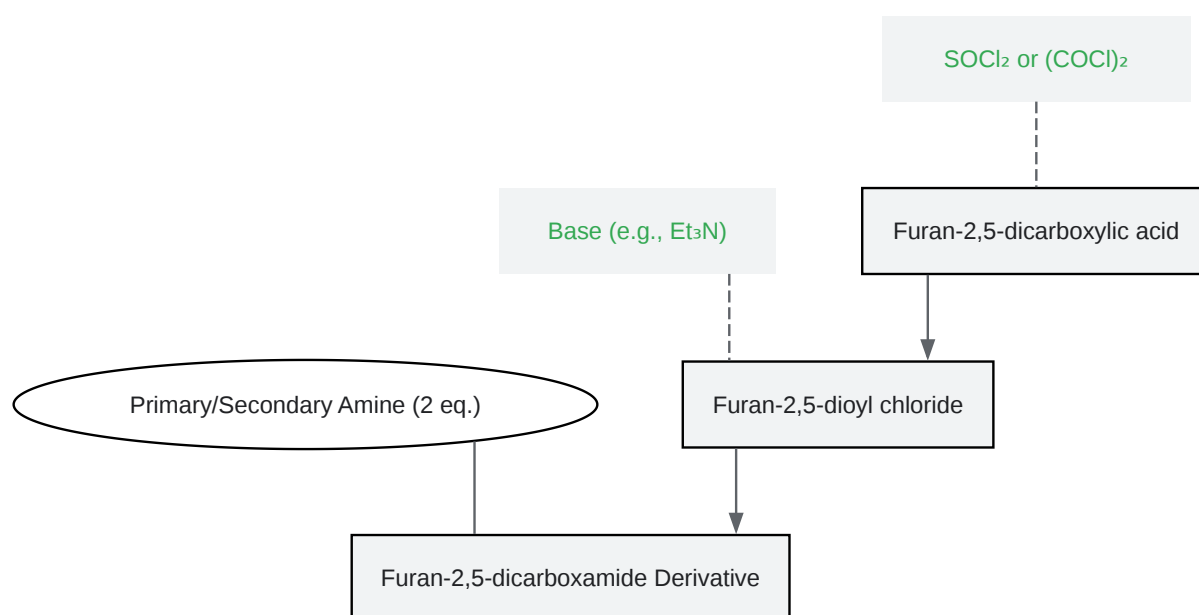 SOCl₂ or (COCl)₂
Base (e.g., Et₃N)
Furan-2,5-dicarboxylic acid
Primary/Secondary Amine (2 eq.)
Furan-2,5-dioyl chloride
Furan-2,5-dicarboxamide Derivative